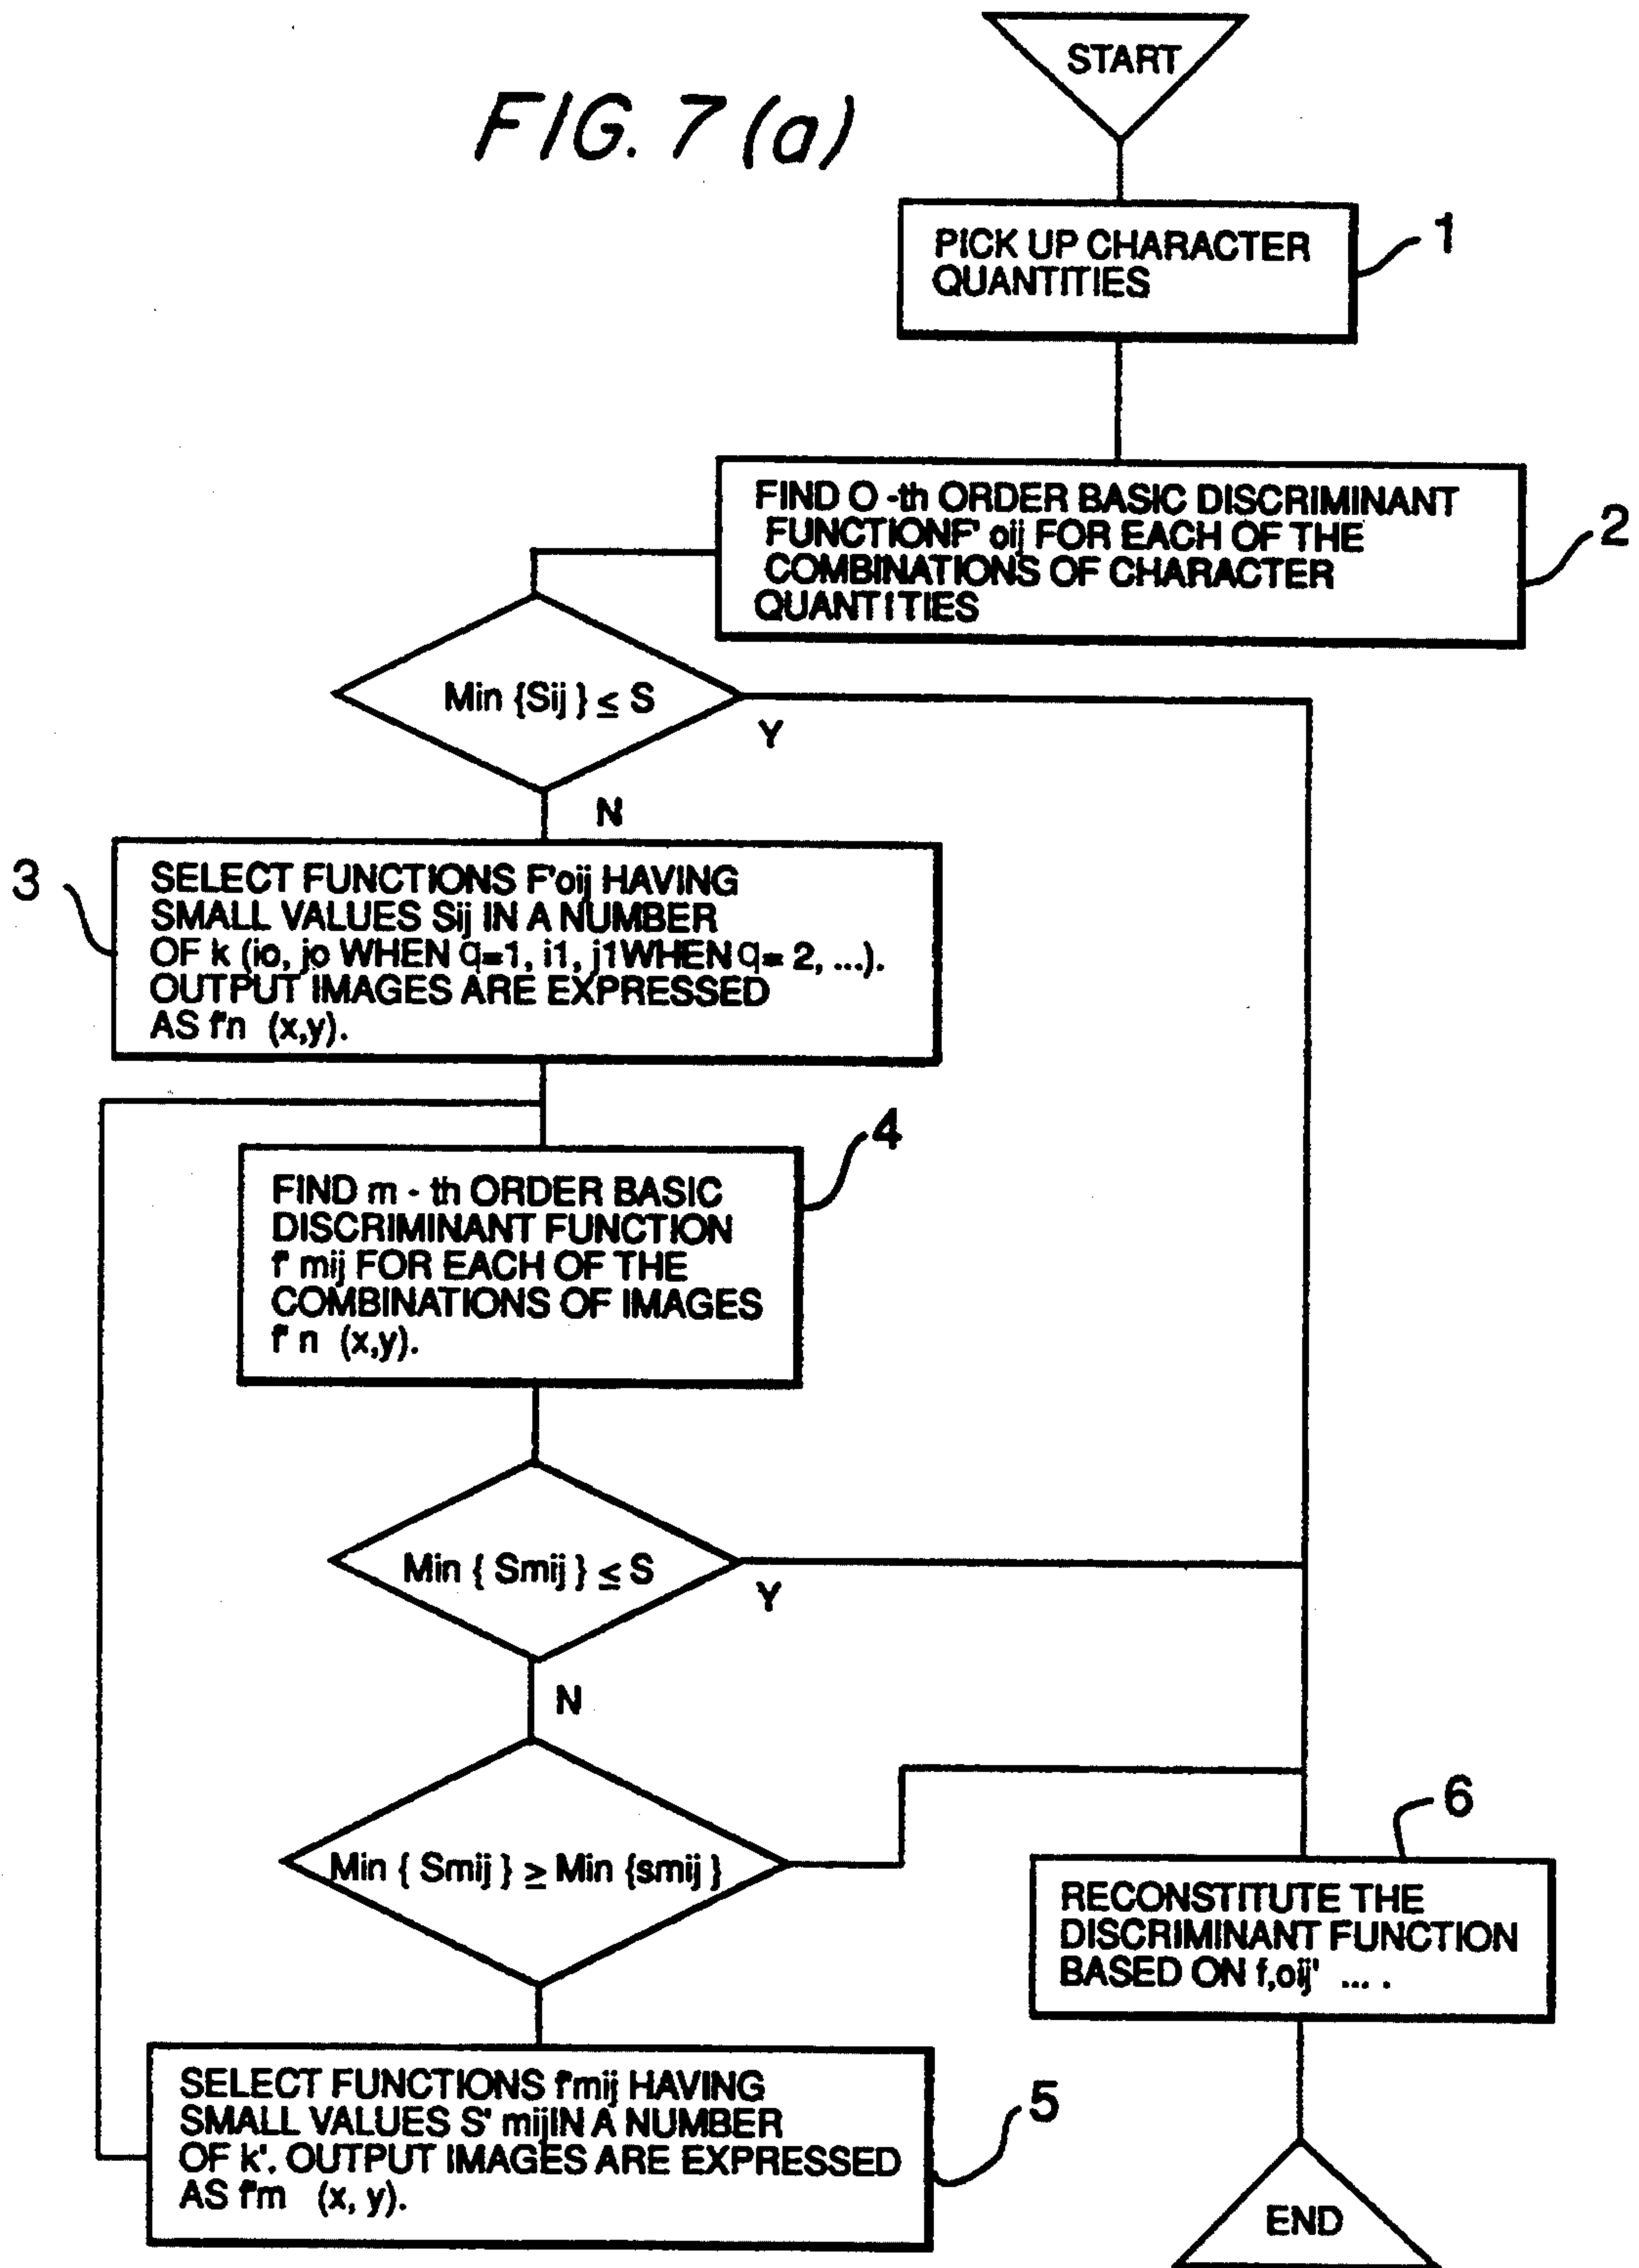 FIG. 7 (a)
START
PICK UP CHARACTER
QUANTITIES
1
FIND O -th ORDER BASIC DISCRIMINANT
FUNCTIONF' oij FOR EACH OF THE
COMBINATIONS OF CHARACTER
QUANTITIES
2
Min {Sij } ≤ S
Y
N
3
SELECT FUNCTIONS F'oij HAVING
SMALL VALUES Sij IN A NUMBER
OF k (io, jo WHEN q=1, i1, j1WHEN q= 2, ...).
OUTPUT IMAGES ARE EXPRESSED
AS f'n (x,y).
4
FIND m - th ORDER BASIC
DISCRIMINANT FUNCTION
f' mij FOR EACH OF THE
COMBINATIONS OF IMAGES
f' n (x,y).
Min { Smij } ≤ S
Y
N
Min { Smij } ≥ Min {smij }
6
RECONSTITUTE THE
DISCRIMINANT FUNCTION
BASED ON f,oij' ... .
SELECT FUNCTIONS f'mij HAVING
SMALL VALUES S' mijIN A NUMBER
OF k'. OUTPUT IMAGES ARE EXPRESSED
AS f'm (x, y).
5
END